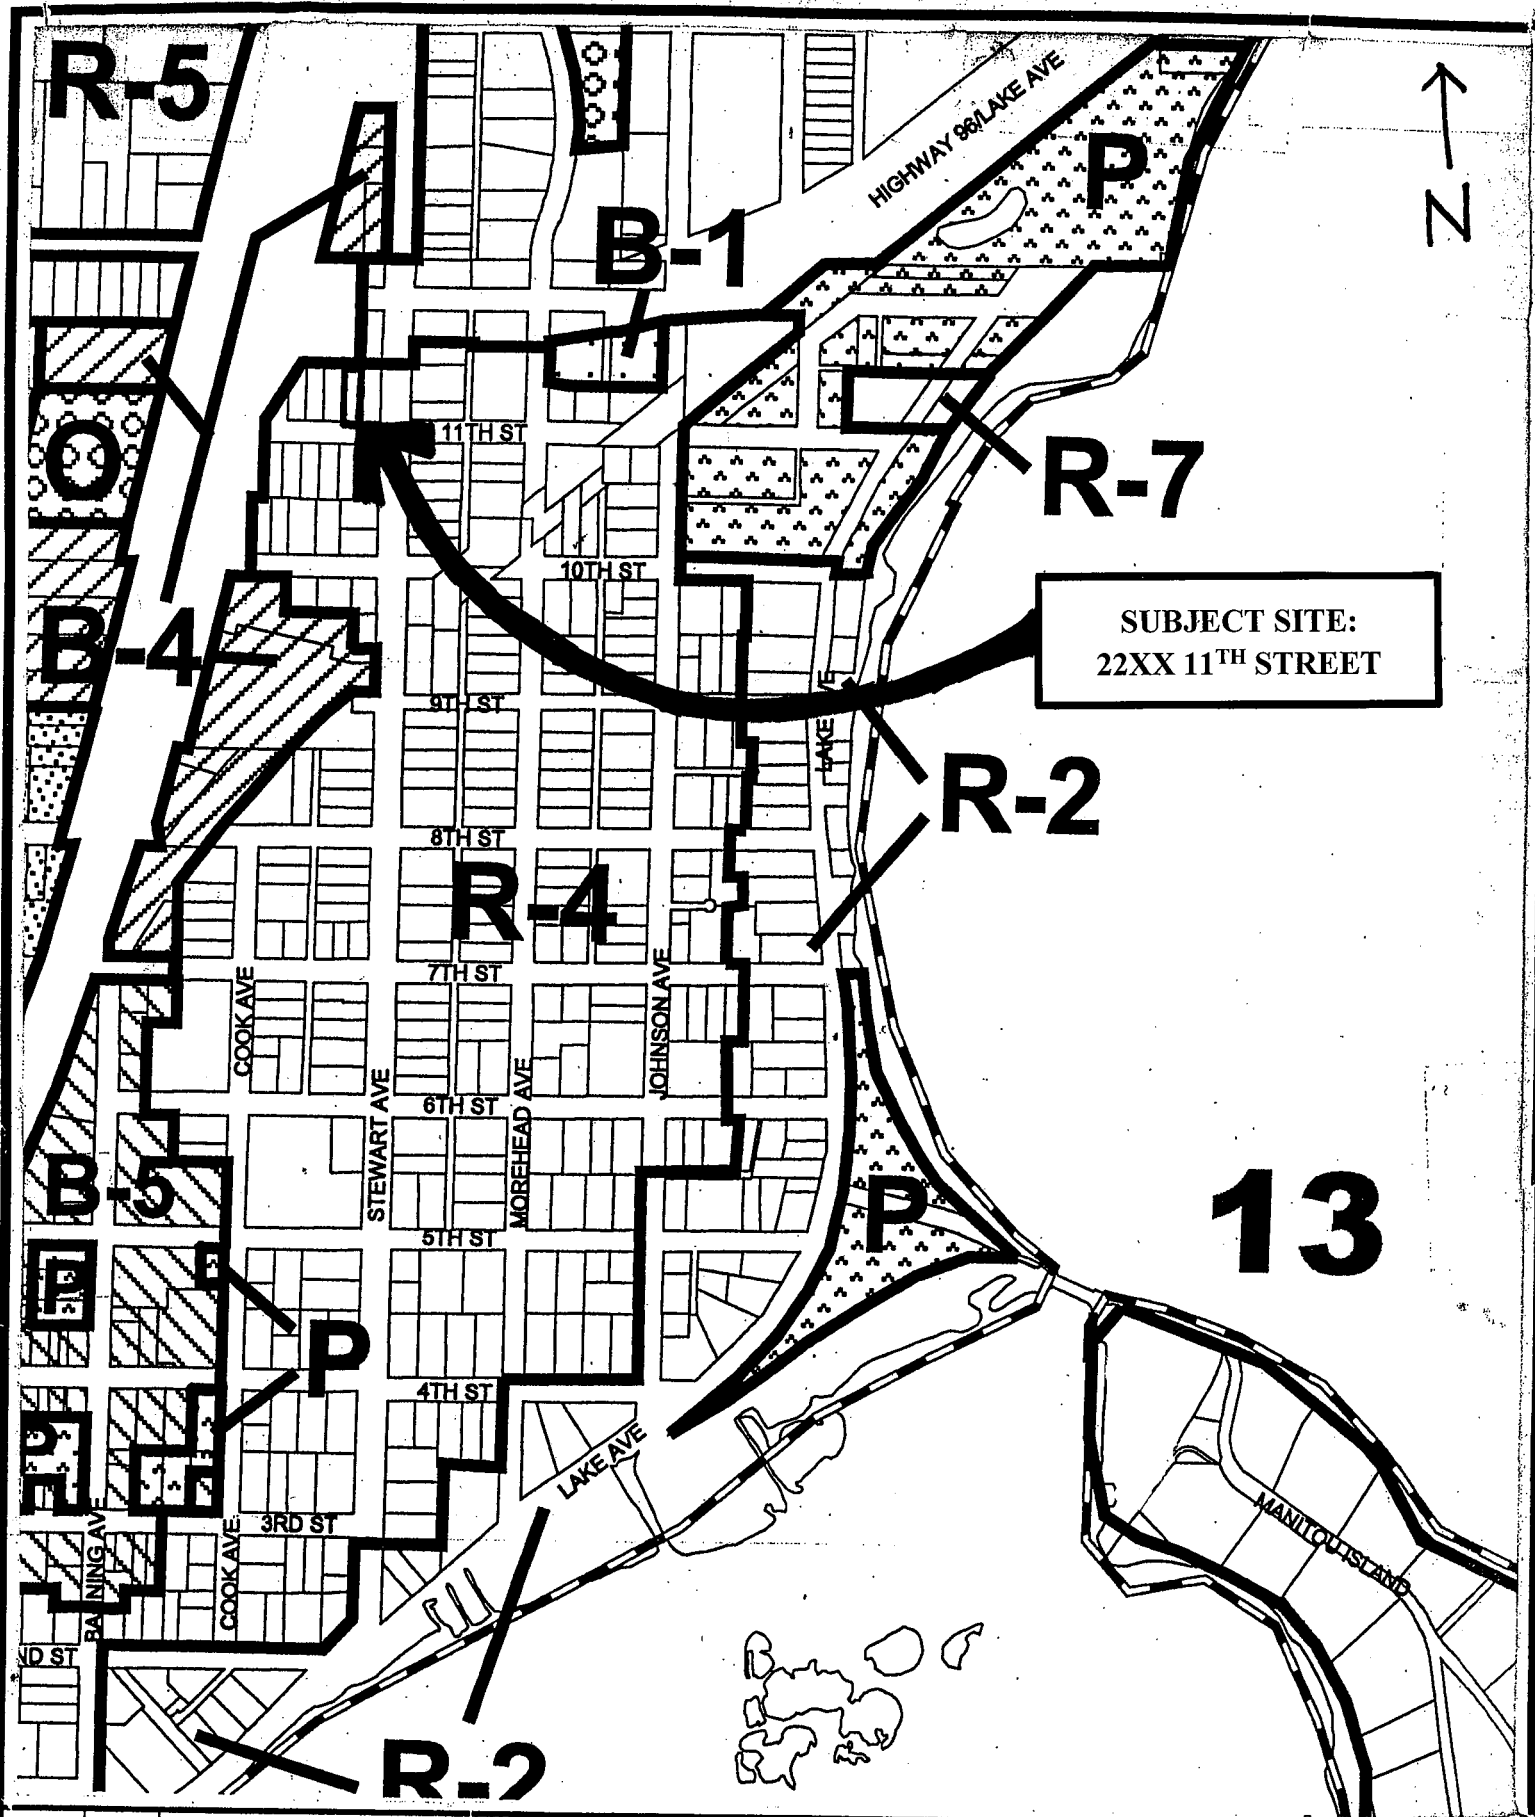 R-5
HIGHWAY 96/LAKE AVE
P
N
B-1
11TH ST
O
R-7
10TH ST
SUBJECT SITE:
22XX 11TH STREET
B-4
9TH ST
LAKE AVE
R-2
8TH ST
R-4
7TH ST
COOK AVE
JOHNSON AVE
STEWART AVE
MOREHEAD AVE
6TH ST
B-5
P
13
5TH ST
P
P
4TH ST
P
LAKE AVE
3RD ST
BANNING AVE
COOK AVE
MANITOU ISLAND
ND ST
R-2